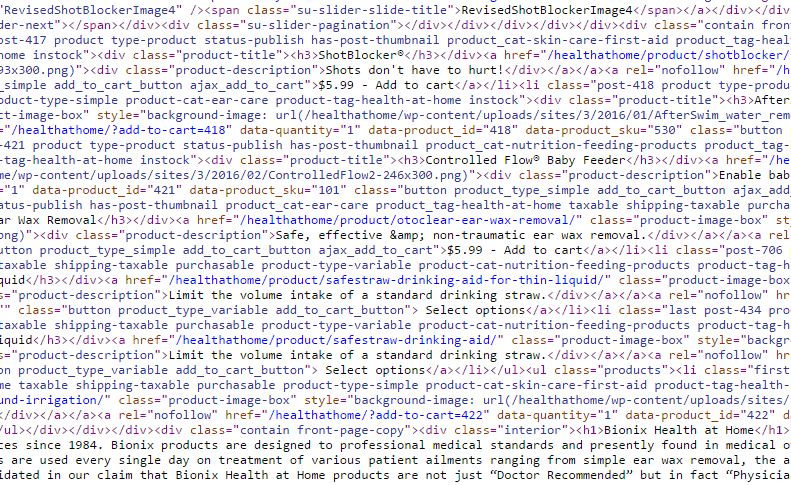 "RevisedShotBlockerImage4" /><span class="su-slider-slide-title">RevisedShotBlockerImage4</span></a></div></div
der-next"></span></div><div class="su-slider-pagination"></div></div></div></div></div><div class="contain front
post-417 product type-product status-publish has-post-thumbnail product_cat-skin-care-first-aid product_tag-heal
home instock"><div class="product-title"><h3>ShotBlocker®</h3></div><a href="/healthathome/product/shotblocker/
93x300.png)"><div class="product-description">Shots don't have to hurt!</div></a></a><a rel="nofollow" href="/h
_simple add_to_cart_button ajax_add_to_cart">$5.99 - Add to cart</a></li><li class="post-418 product type-produ
oduct-type-simple product-cat-ear-care product-tag-health-at-home instock"><div class="product-title"><h3>After
ct-image-box" style="background-image: url(/healthathome/wp-content/uploads/sites/3/2016/01/AfterSwim_water_rem
="/healthathome/?add-to-cart=418" data-quantity="1" data-product_id="418" data-product_sku="530" class="button
-421 product type-product status-publish has-post-thumbnail product_cat-nutrition-feeding-products product_tag-h
-tag-health-at-home instock"><div class="product-title"><h3>Controlled Flow® Baby Feeder</h3></div><a href="/he
me/wp-content/uploads/sites/3/2016/02/ControlledFlow2-246x300.png)"><div class="product-description">Enable bab
"1" data-product_id="421" data-product_sku="101" class="button product_type_simple add_to_cart_button ajax_add_
atus-publish has-post-thumbnail product_cat-ear-care product_tag-health-at-home taxable shipping-taxable purcha
ar Wax Removal</h3></div><a href="/healthathome/product/otoclear-ear-wax-removal/" class="product-image-box" st
png)"><div class="product-description">Safe, effective &amp; non-traumatic ear wax removal.</div></a></a><a rel
button product_type_simple add_to_cart_button ajax_add_to_cart">$5.99 - Add to cart</a></li><li class="post-706
taxable shipping-taxable purchasable product-type-variable product-cat-nutrition-feeding-products product-tag-h
quid</h3></div><a href="/healthathome/product/safestraw-drinking-aid-for-thin-liquid/" class="product-image-box
s="product-description">Limit the volume intake of a standard drinking straw.</div></a></a><a rel="nofollow" hr
"" class="button product_type_variable add_to_cart_button"> Select options</a></li><li class="last post-434 pro
taxable shipping-taxable purchasable product-type-variable product-cat-nutrition-feeding-products product-tag-h
iquid</h3></div><a href="/healthathome/product/safestraw-drinking-aid/" class="product-image-box" style="backgr
="product-description">Limit the volume intake of a standard drinking straw.</div></a></a><a rel="nofollow" hre
product_type_variable add_to_cart_button"> Select options</a></li></ul><ul class="products"><li class="first
me taxable shipping-taxable purchasable product-type-simple product-cat-skin-care-first-aid product-tag-health-
und-irrigation/" class="product-image-box" style="background-image: url(/healthathome/wp-content/uploads/sites/
</div></a></a><a rel="nofollow" href="/healthathome/?add-to-cart=422" data-quantity="1" data-product_id="422" d
/ul></div></div></div></div><div class="contain front-page-copy"><div class="interior"><h1>Bionix Health at Home</h1>
ces since 1984. Bionix products are designed to professional medical standards and presently found in medical o
s are used every single day on treatment of various patient ailments ranging from simple ear wax removal, the a
idated in our claim that Bionix Health at Home products are not just “Doctor Recommended” but in fact “Physicia